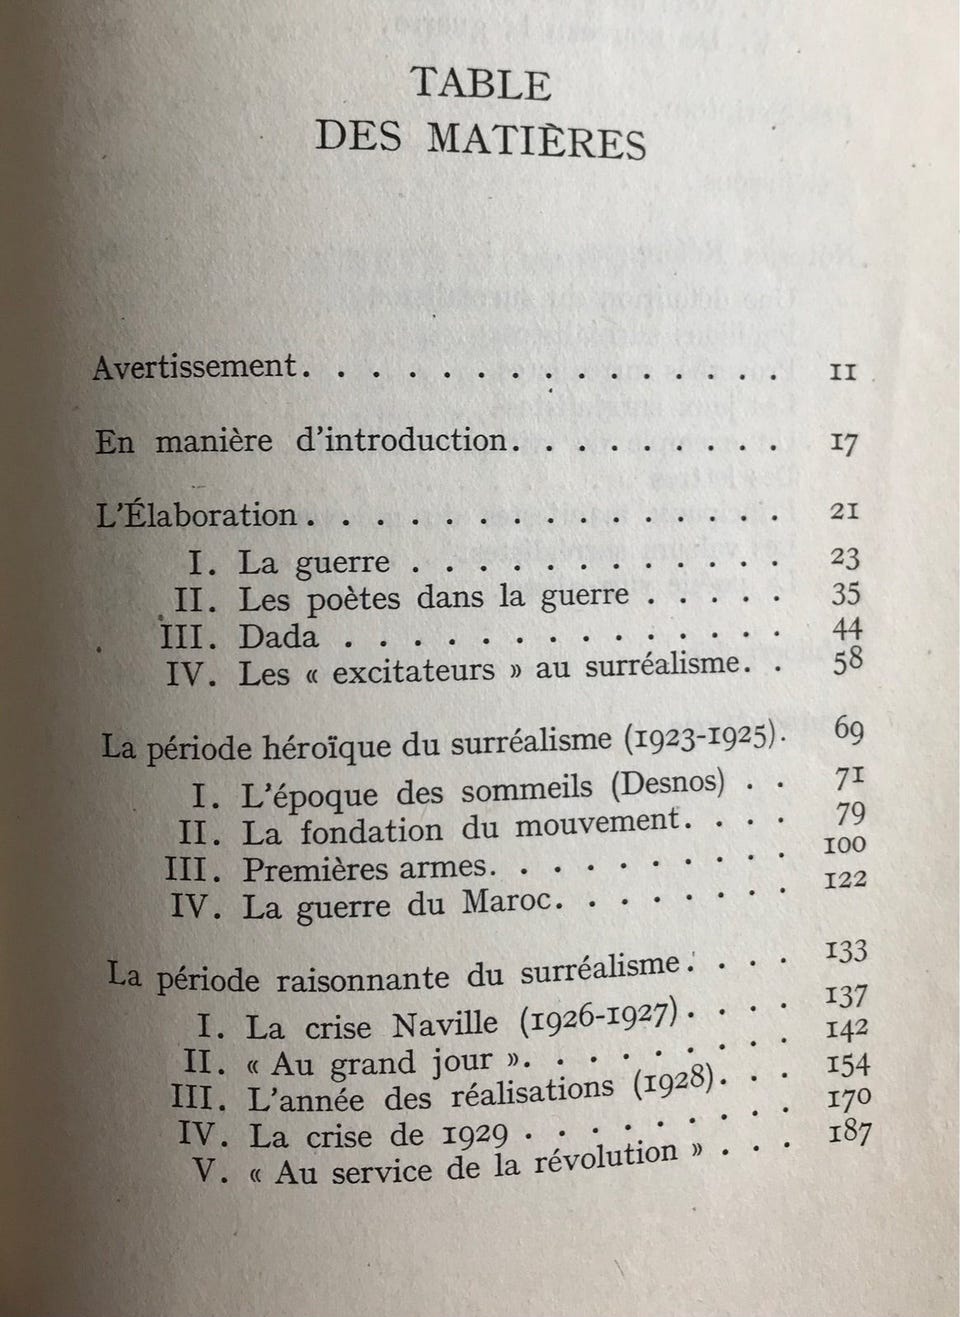 TABLE
DES MATIÈRES
Avertissement. . . . . . . . . . . . . . . 11
En manière d'introduction. . . . . . . . . 17
L'Élaboration . . . . . . . . . . . . . . . 21
I. La guerre . . . . . . . . . . . . 23
II. Les poètes dans la guerre . . . . . 35
III. Dada . . . . . . . . . . . . . . 44
IV. Les « excitateurs » au surréalisme. . 58
La période héroïque du surréalisme (1923-1925). 69
I. L'époque des sommeils (Desnos) . . 71
II. La fondation du mouvement. . . . 79
III. Premières armes. . . . . . . . . . 100
IV. La guerre du Maroc. . . . . . . . 122
La période raisonnante du surréalisme. . . . 133
I. La crise Naville (1926-1927) . . . . 137
II. « Au grand jour ». . . . . . . . . 142
III. L'année des réalisations (1928). . . 154
IV. La crise de 1929 . . . . . . . . . 170
V. « Au service de la révolution » . . . 187